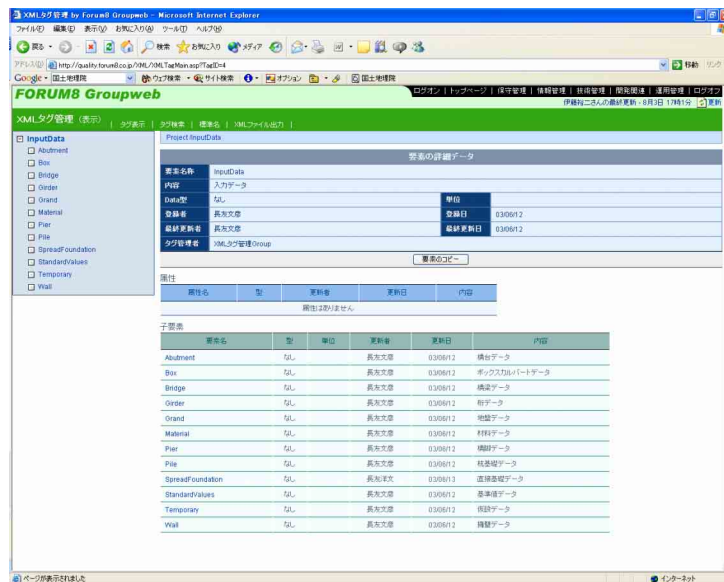 XMLタグ管理 by Forum8 Groupweb - Microsoft Internet Explorer
ファイル(F) 編集(E) 表示(V) お気に入り(A) ツール(T) ヘルプ(H)
戻る 検索 お気に入り メディア
アドレス(D) http://quality.forum8.co.jp/XML/XMLTagMain.asp?TagID=4 移動 リンク
Google 国土地理院 ウェブ検索 サイト検索 オプション 国土地理院
FORUM8 Groupweb
ログオン | トップページ | 保守管理 | 情報管理 | 技術管理 | 開発関連 | 運用管理 | ログオフ
伊藤裕二さんの最終更新 - 8月3日 17時1分 更新
XMLタグ管理 (表示) | タグ表示 | タグ検索 | 標準名 | XMLファイル出力 |
InputData
Abutment
Box
Bridge
Girder
Grand
Material
Pier
Pile
SpreadFoundation
StandardValues
Temporary
Wall
Project/InputData
要素の詳細データ
要素名称 InputData
内容 入力データ
Data型 なし 単位
登録者 長友文彦 登録日 03/06/12
最終更新者 長友文彦 最終更新日 03/06/12
タグ管理者 XMLタグ管理Group
要素のコピー
属性
属性名 型 更新者 更新日 内容
属性はありません
子要素
要素名 型 単位 更新者 更新日 内容
Abutment なし 長友文彦 03/06/12 橋台データ
Box なし 長友文彦 03/06/12 ボックスカルバートデータ
Bridge なし 長友文彦 03/06/12 橋梁データ
Girder なし 長友文彦 03/06/12 桁データ
Grand なし 長友文彦 03/06/12 地盤データ
Material なし 長友文彦 03/06/12 材料データ
Pier なし 長友文彦 03/06/12 橋脚データ
Pile なし 長友文彦 03/06/12 杭基礎データ
SpreadFoundation なし 長友洋文 03/06/13 直接基礎データ
StandardValues なし 長友文彦 03/06/12 基準値データ
Temporary なし 長友文彦 03/06/12 仮設データ
Wall なし 長友文彦 03/06/12 擁壁データ
ページが表示されました インターネット